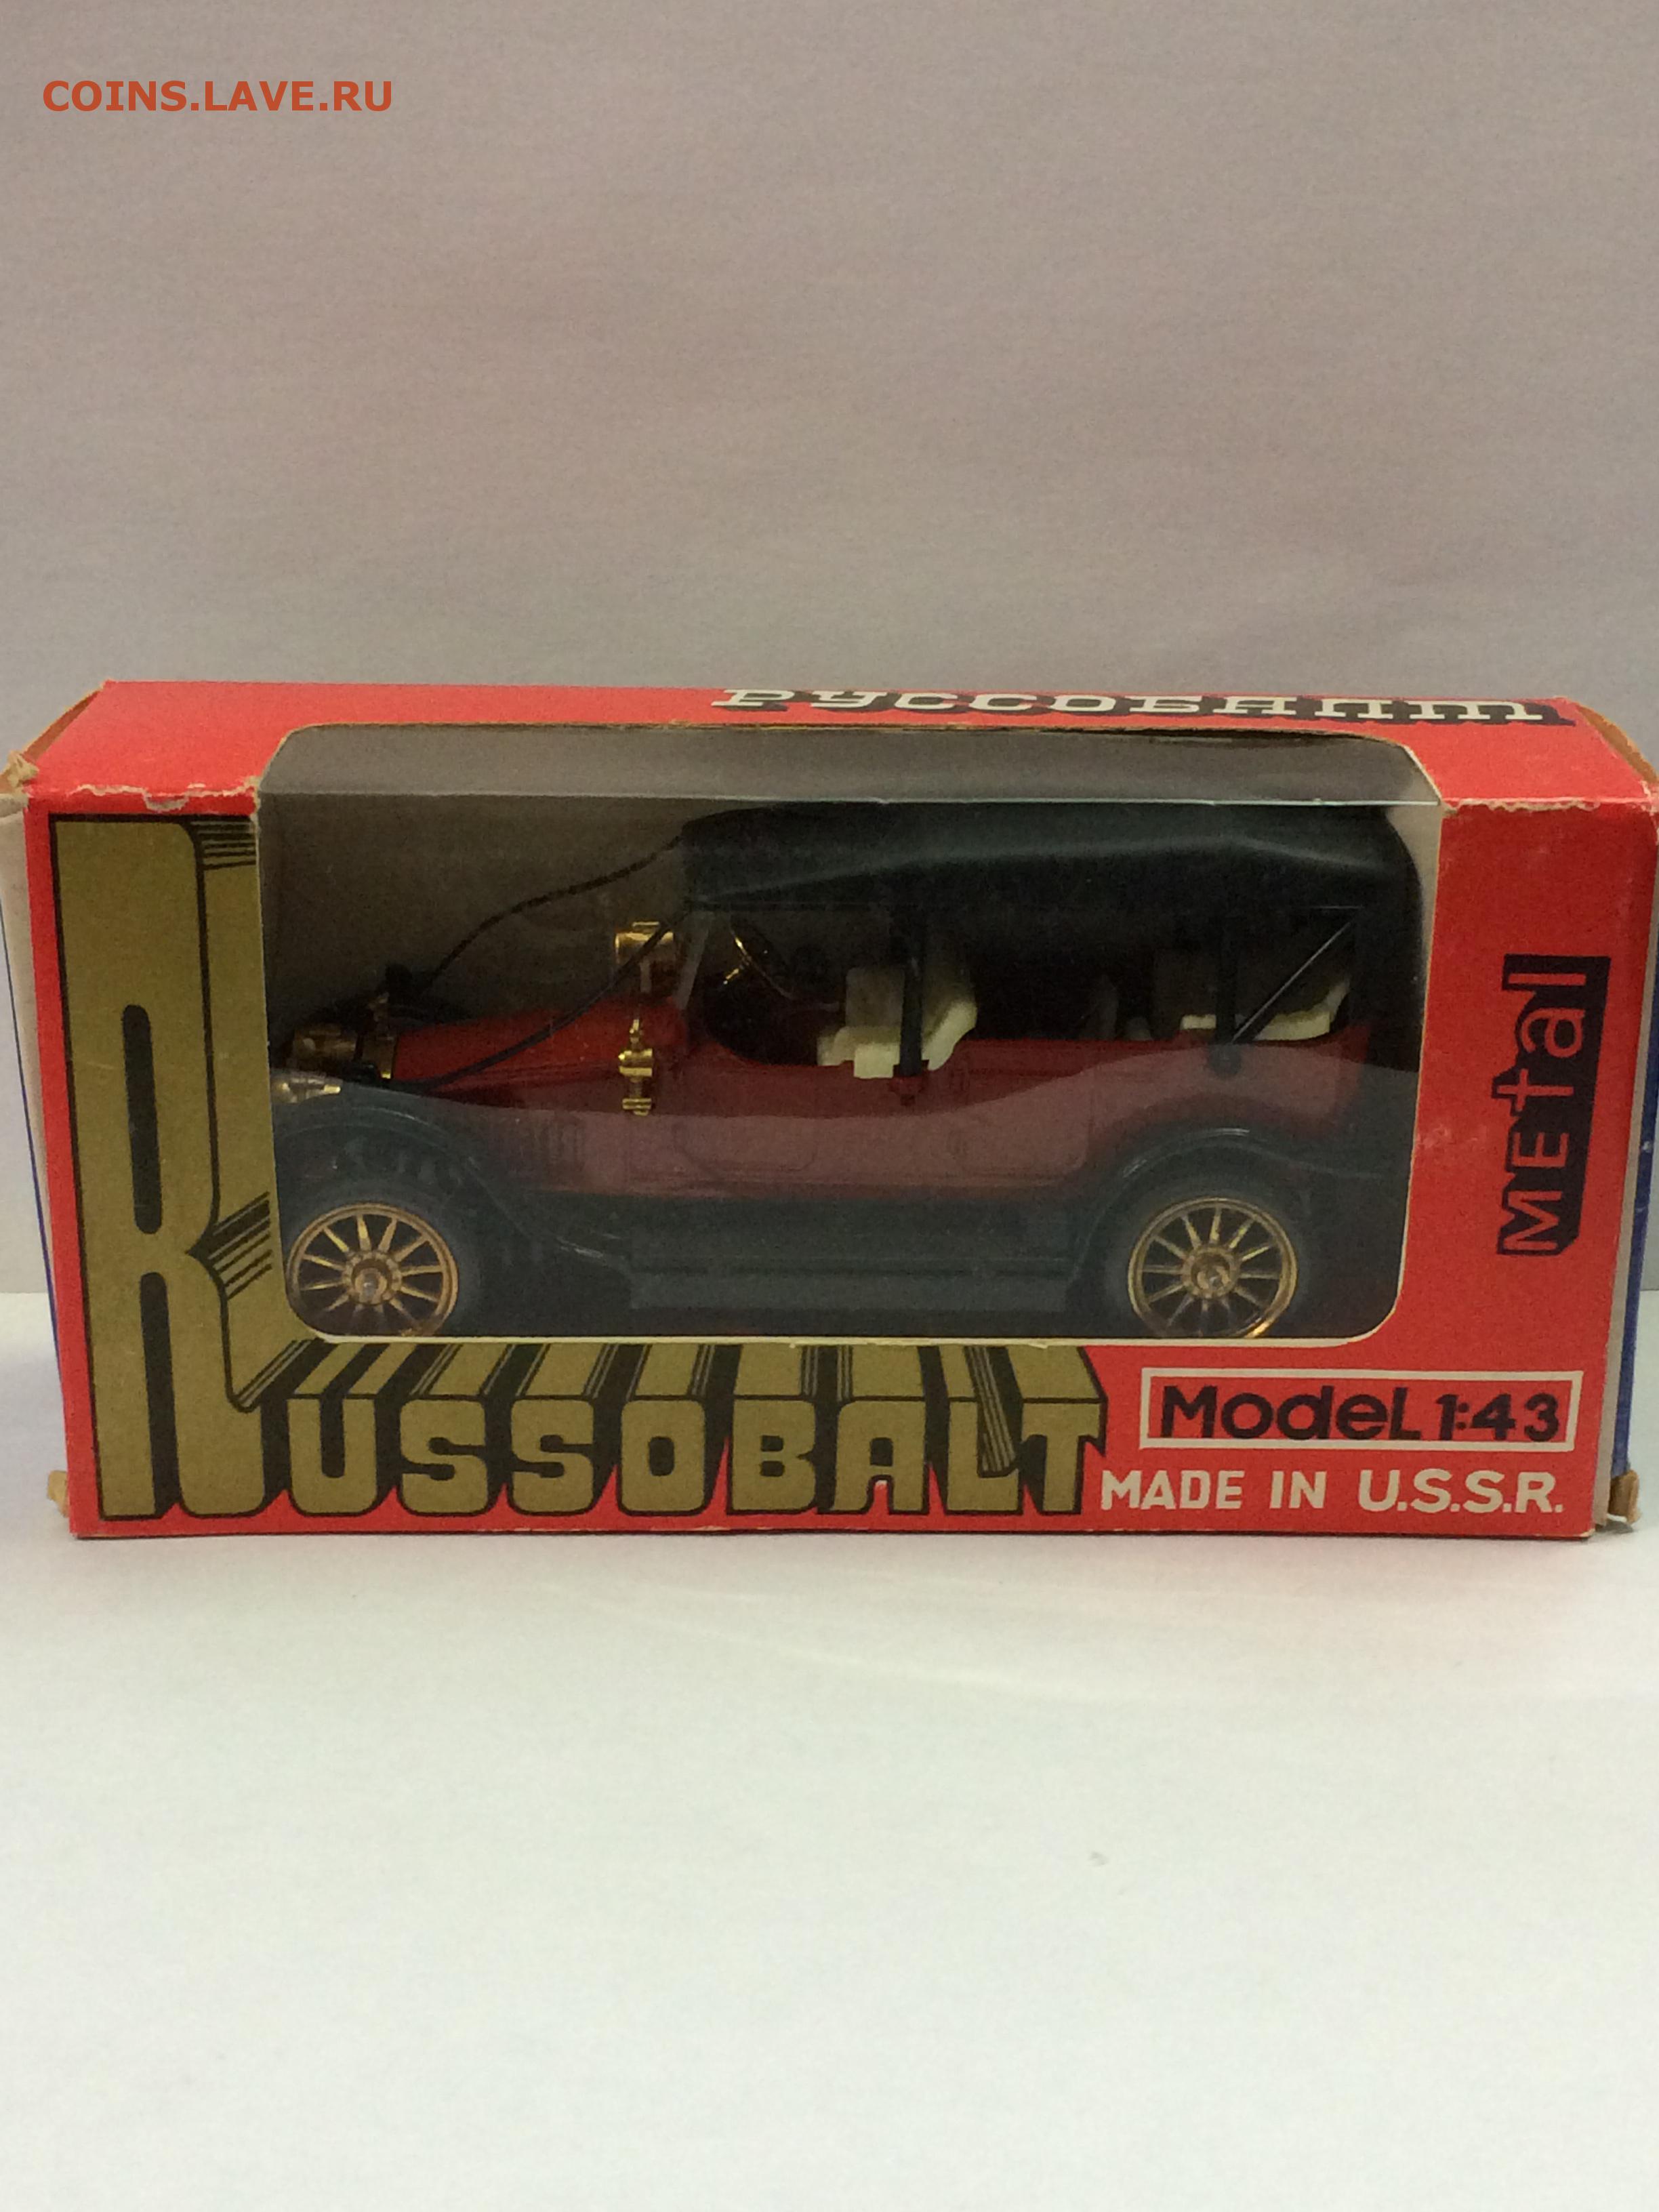 COINS.LAVE.RU
РУССОБАЛТ
Metal
RUSSOBALT
Model 1:43
MADE IN U.S.S.R.